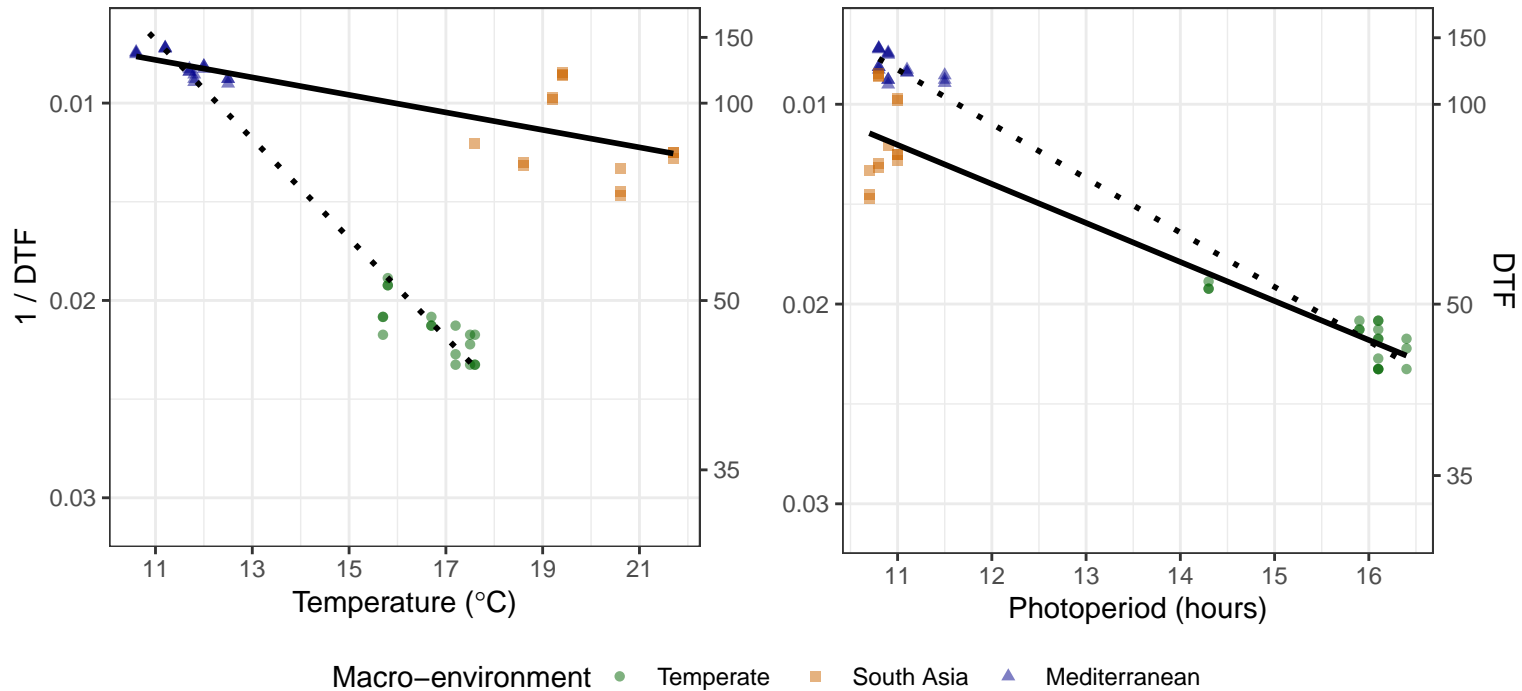 1 / DTF
0.01
0.02
0.03
150
100
50
35
11 13 15 17 19 21
Temperature (°C)
0.01
0.02
0.03
150
100
50
35
DTF
11 12 13 14 15 16
Photoperiod (hours)
Macro−environment Temperate South Asia Mediterranean